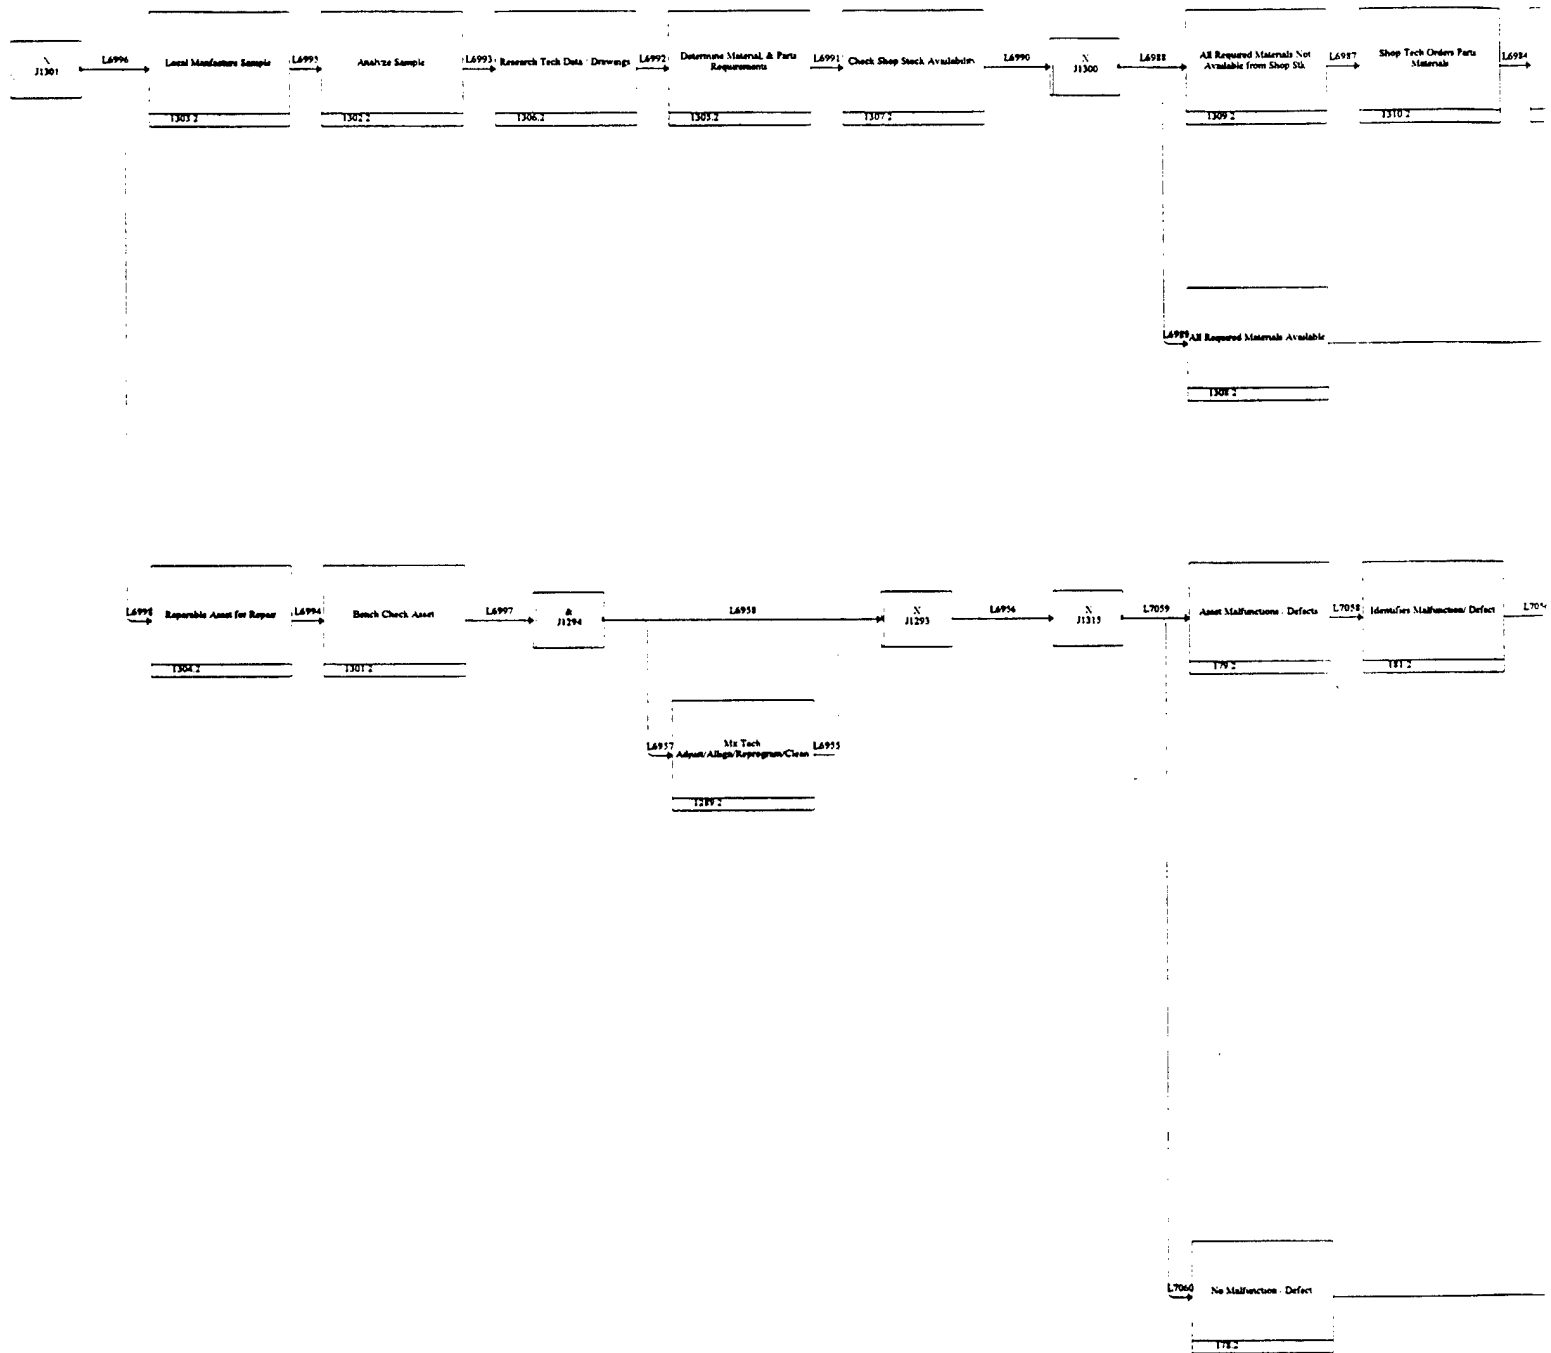 X
J1301
L6996
Local Manfacture Sample
1303.2
L6995
Analyze Sample
1302.2
L6993
Research Tech Data - Drawings
1306.2
L6992
Determine Material, & Parts
Requirements
1305.2
L6991
Check Shop Stock Availability
1307.2
L6990
X
J1300
L6988
All Required Materials Not
Available from Shop Stk
1309.2
L6987
Shop Tech Orders Parts
Materials
1310.2
L6984
L6989
All Required Materials Available
1308.2
L6998
Reparable Asset for Repair
1304.2
L6994
Bench Check Asset
1301.2
L6997
&
J1294
L6958
X
J1293
L6956
X
J1315
L7059
Asset Malfunctions - Defects
179.2
L7058
Identifies Malfunction/ Defect
181.2
L6957
Mx Tech
Adjust/Allign/Reprogram/Clean
1289.2
L6955
L7060
No Malfunction - Defect
178.2